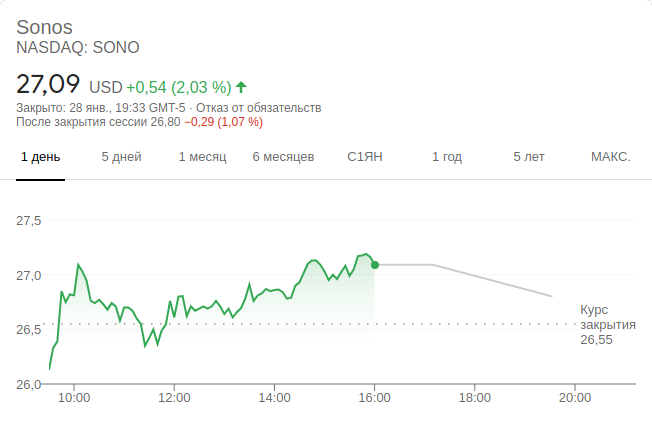 Sonos
NASDAQ: SONO
27,09 USD +0,54 (2,03 %)
Закрыто: 28 янв., 19:33 GMT-5 · Отказ от обязательств
После закрытия сессии 26,80 −0,29 (1,07 %)
1 день 5 дней 1 месяц 6 месяцев С1ЯН 1 год 5 лет МАКС.
27,5
27,0
26,5
26,0
Курс
закрытия
26,55
10:00 12:00 14:00 16:00 18:00 20:00